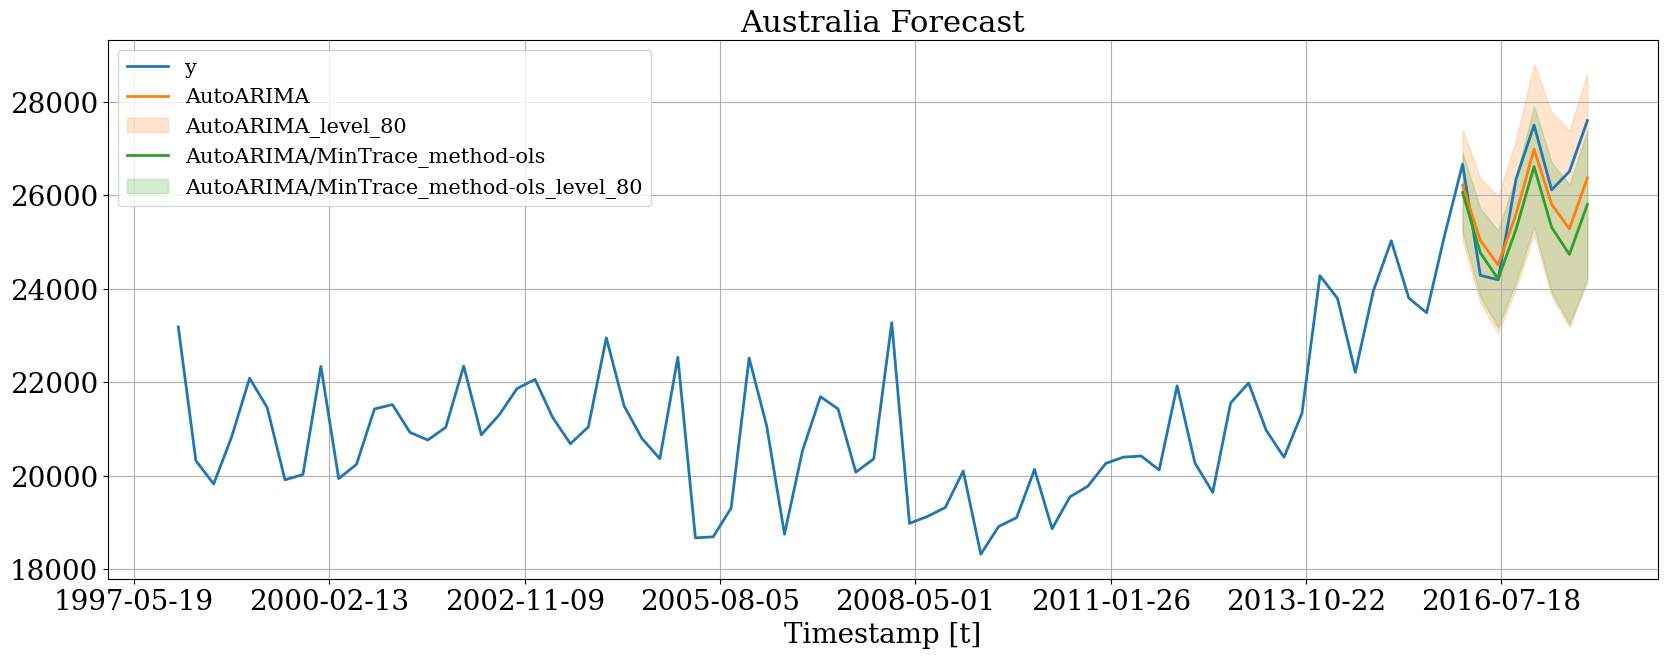 Australia Forecast
y
AutoARIMA
AutoARIMA_level_80
AutoARIMA/MinTrace_method-ols
AutoARIMA/MinTrace_method-ols_level_80
28000
26000
24000
22000
20000
18000
1997-05-19 2000-02-13 2002-11-09 2005-08-05 2008-05-01 2011-01-26 2013-10-22 2016-07-18
Timestamp [t]